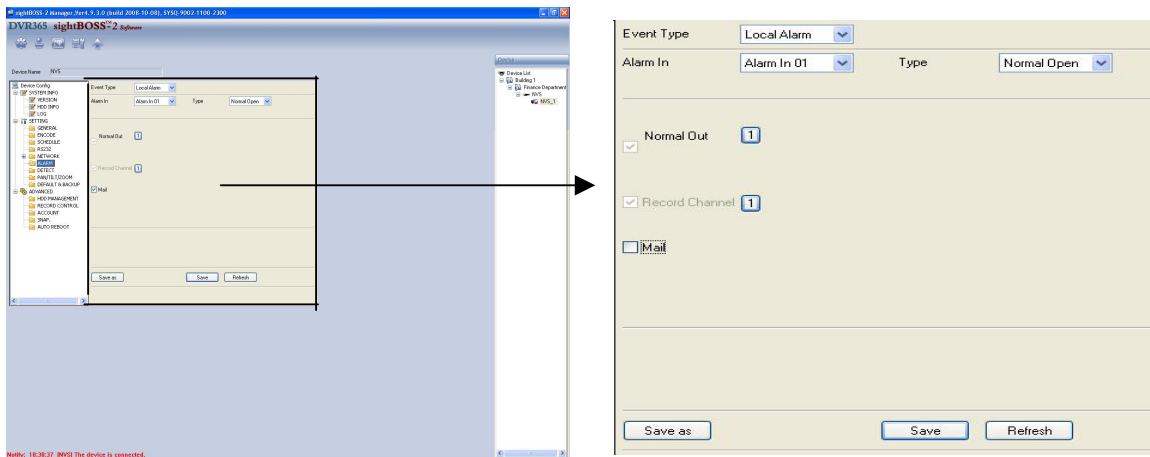 sightBOSS-2 Manager /Ver4.9.3.0 (build 2008-10-08), SYSQ-9002-1100-2300
DVR365 sightBOSS™2 Software
Device Name NVS
Device Config
SYSTEM INFO
VERSION
HDD INFO
LOG
SETTING
GENERAL
ENCODE
SCHEDULE
RS232
NETWORK
ALARM
DETECT
PAN/TILT/ZOOM
DEFAULT & BACKUP
ADVANCED
HDD MANAGEMENT
RECORD CONTROL
ACCOUNT
SNAP.
AUTO REBOOT
Event Type Local Alarm
Alarm In Alarm In 01 Type Normal Open
Normal Out 1
Record Channel 1
Mail
Save as Save Refresh
Device List
Building 1
Finance Department
NVS
NVS_1
Notify: 18:38:37 [NVS] The device is connected.
Event Type Local Alarm
Alarm In Alarm In 01 Type Normal Open
Normal Out 1
Record Channel 1
Mail
Save as Save Refresh